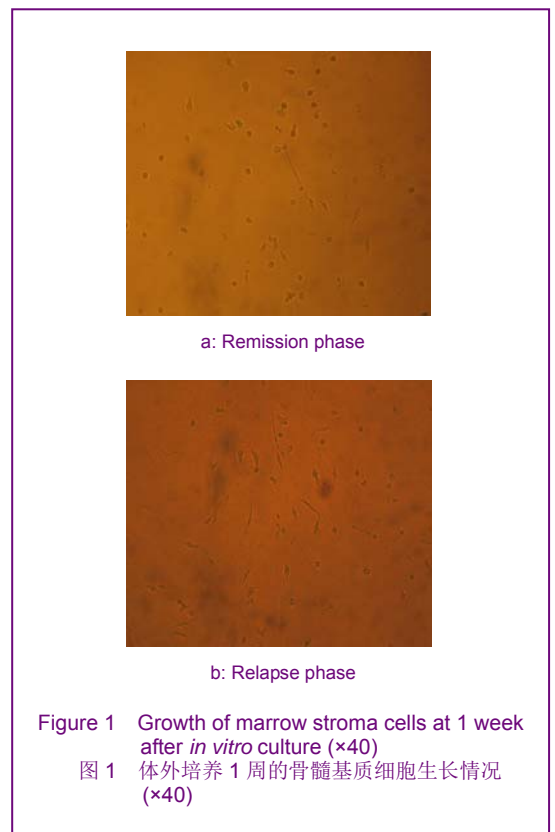 a: Remission phase
b: Relapse phase
Figure 1 Growth of marrow stroma cells at 1 week
after in vitro culture (×40)
图 1 体外培养 1 周的骨髓基质细胞生长情况
(×40)